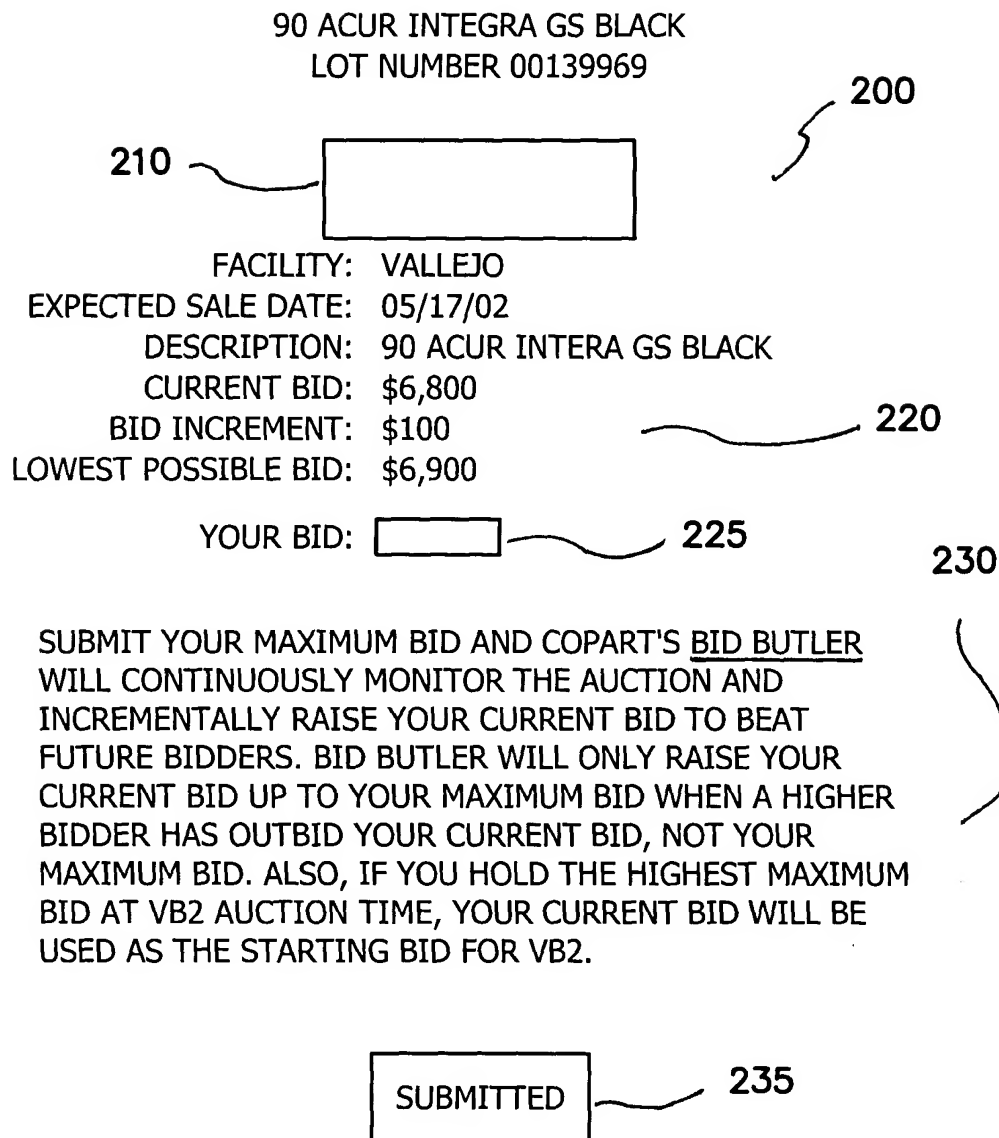 90 ACUR INTEGRA GS BLACK
LOT NUMBER 00139969
200
210
FACILITY: VALLEJO
EXPECTED SALE DATE: 05/17/02
DESCRIPTION: 90 ACUR INTERA GS BLACK
CURRENT BID: $6,800
BID INCREMENT: $100
220
LOWEST POSSIBLE BID: $6,900
YOUR BID:
225
230
SUBMIT YOUR MAXIMUM BID AND COPART'S BID BUTLER
WILL CONTINUOUSLY MONITOR THE AUCTION AND
INCREMENTALLY RAISE YOUR CURRENT BID TO BEAT
FUTURE BIDDERS. BID BUTLER WILL ONLY RAISE YOUR
CURRENT BID UP TO YOUR MAXIMUM BID WHEN A HIGHER
BIDDER HAS OUTBID YOUR CURRENT BID, NOT YOUR
MAXIMUM BID. ALSO, IF YOU HOLD THE HIGHEST MAXIMUM
BID AT VB2 AUCTION TIME, YOUR CURRENT BID WILL BE
USED AS THE STARTING BID FOR VB2.
SUBMITTED
235